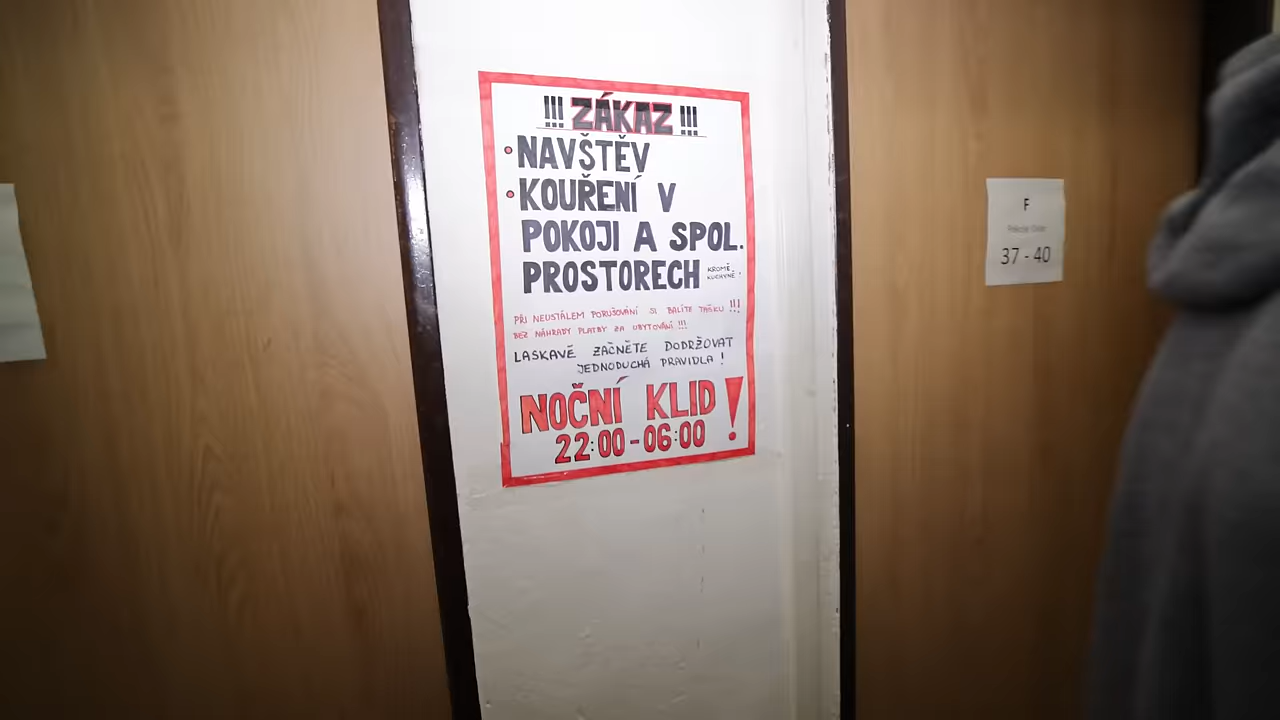 !!! ZÁKAZ !!!
• NAVŠTĚV
• KOUŘENÍ V
POKOJI A SPOL.
PROSTORECH KROMĚ
KUCHYNĚ!
PŘI NEUSTÁLEM PORUŠOVÁNÍ SI BALÍTE TAŠKU !!!
BEZ NÁHRADY PLATBY ZA UBYTOVÁNÍ !!!
LASKAVĚ ZAČNĚTE DODRŽOVAT
JEDNODUCHÁ PRAVIDLA !
NOČNÍ KLID !
22:00-06:00
F
37 - 40